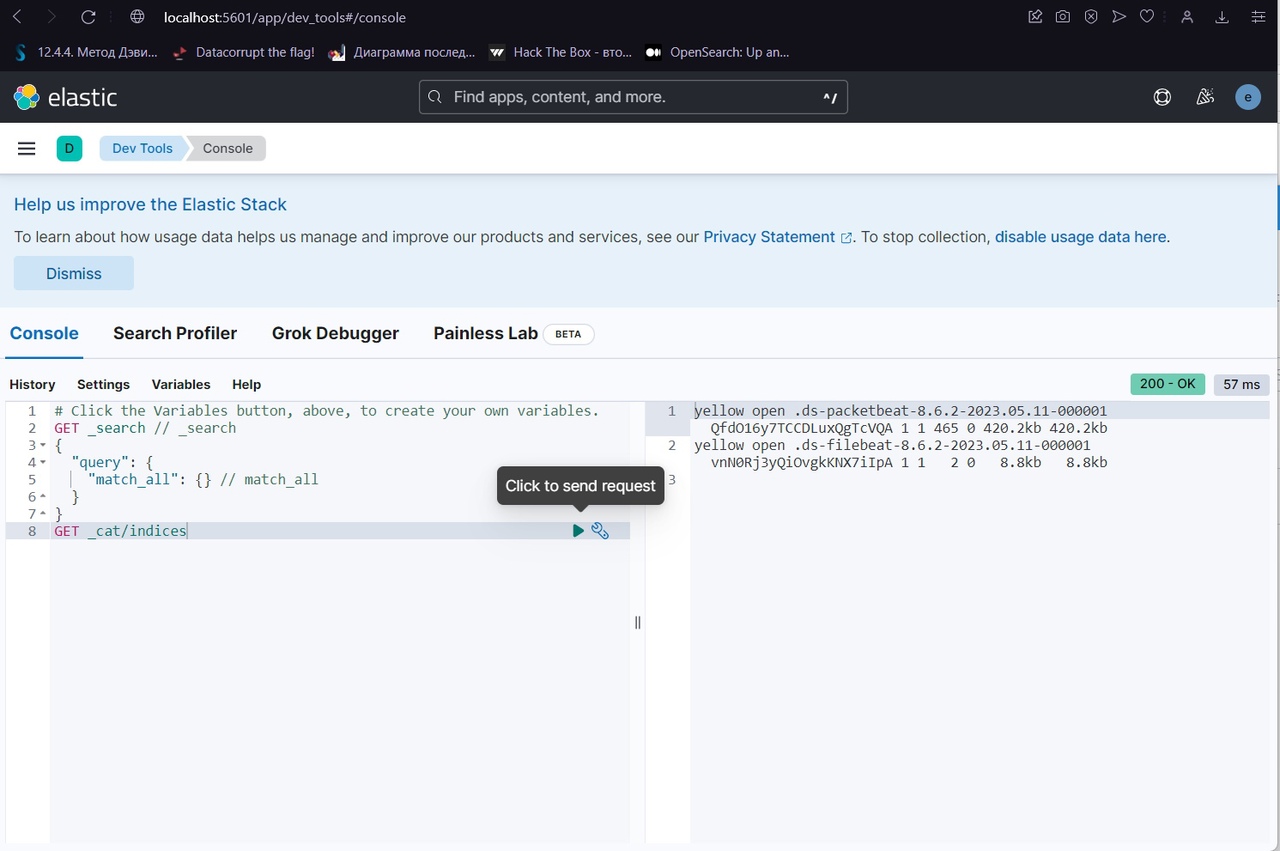 localhost:5601/app/dev_tools#/console
12.4.4. Метод Дэви... Datacorrupt the flag! Диаграмма послед... Hack The Box - вто... OpenSearch: Up an...
elastic Find apps, content, and more. ^/ e
D Dev Tools Console
Help us improve the Elastic Stack
To learn about how usage data helps us manage and improve our products and services, see our Privacy Statement. To stop collection, disable usage data here.
Dismiss
Console Search Profiler Grok Debugger Painless Lab BETA
History Settings Variables Help 200 - OK 57 ms
1 # Click the Variables button, above, to create your own variables.
2 GET _search // _search
3 {
4 "query": {
5 "match_all": {} // match_all
6 }
7 }
8 GET _cat/indices
Click to send request
1 yellow open .ds-packetbeat-8.6.2-2023.05.11-000001
QfdO16y7TCCDLuxQgTcVQA 1 1 465 0 420.2kb 420.2kb
2 yellow open .ds-filebeat-8.6.2-2023.05.11-000001
vnN0Rj3yQiOvgkKNX7iIpA 1 1 2 0 8.8kb 8.8kb
3